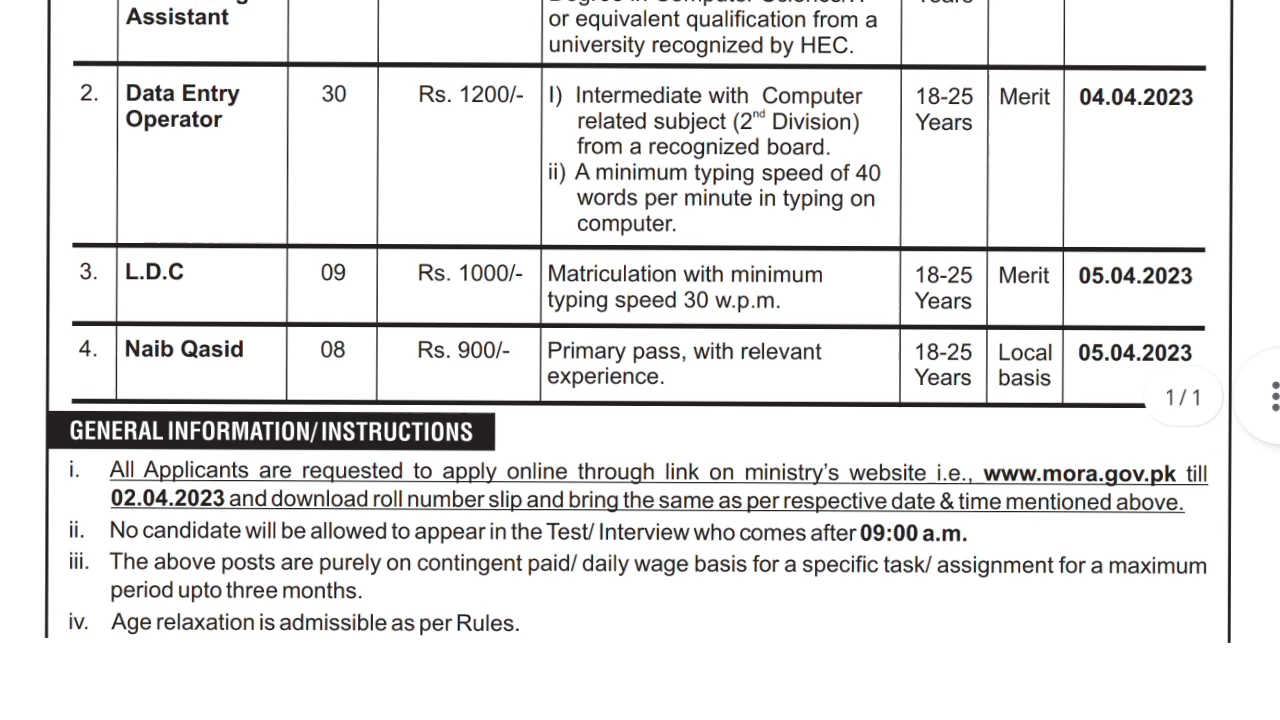 Assistant
or equivalent qualification from a
university recognized by HEC.
2. Data Entry Operator 30 Rs. 1200/- I) Intermediate with Computer
related subject (2nd Division)
from a recognized board.
ii) A minimum typing speed of 40
words per minute in typing on
computer.
18-25 Years Merit 04.04.2023
3. L.D.C 09 Rs. 1000/- Matriculation with minimum
typing speed 30 w.p.m.
18-25 Years Merit 05.04.2023
4. Naib Qasid 08 Rs. 900/- Primary pass, with relevant
experience.
18-25 Years Local basis 05.04.2023
1/1
GENERAL INFORMATION/INSTRUCTIONS
i. All Applicants are requested to apply online through link on ministry's website i.e., www.mora.gov.pk till
02.04.2023 and download roll number slip and bring the same as per respective date & time mentioned above.
ii. No candidate will be allowed to appear in the Test/ Interview who comes after 09:00 a.m.
iii. The above posts are purely on contingent paid/ daily wage basis for a specific task/ assignment for a maximum
period upto three months.
iv. Age relaxation is admissible as per Rules.